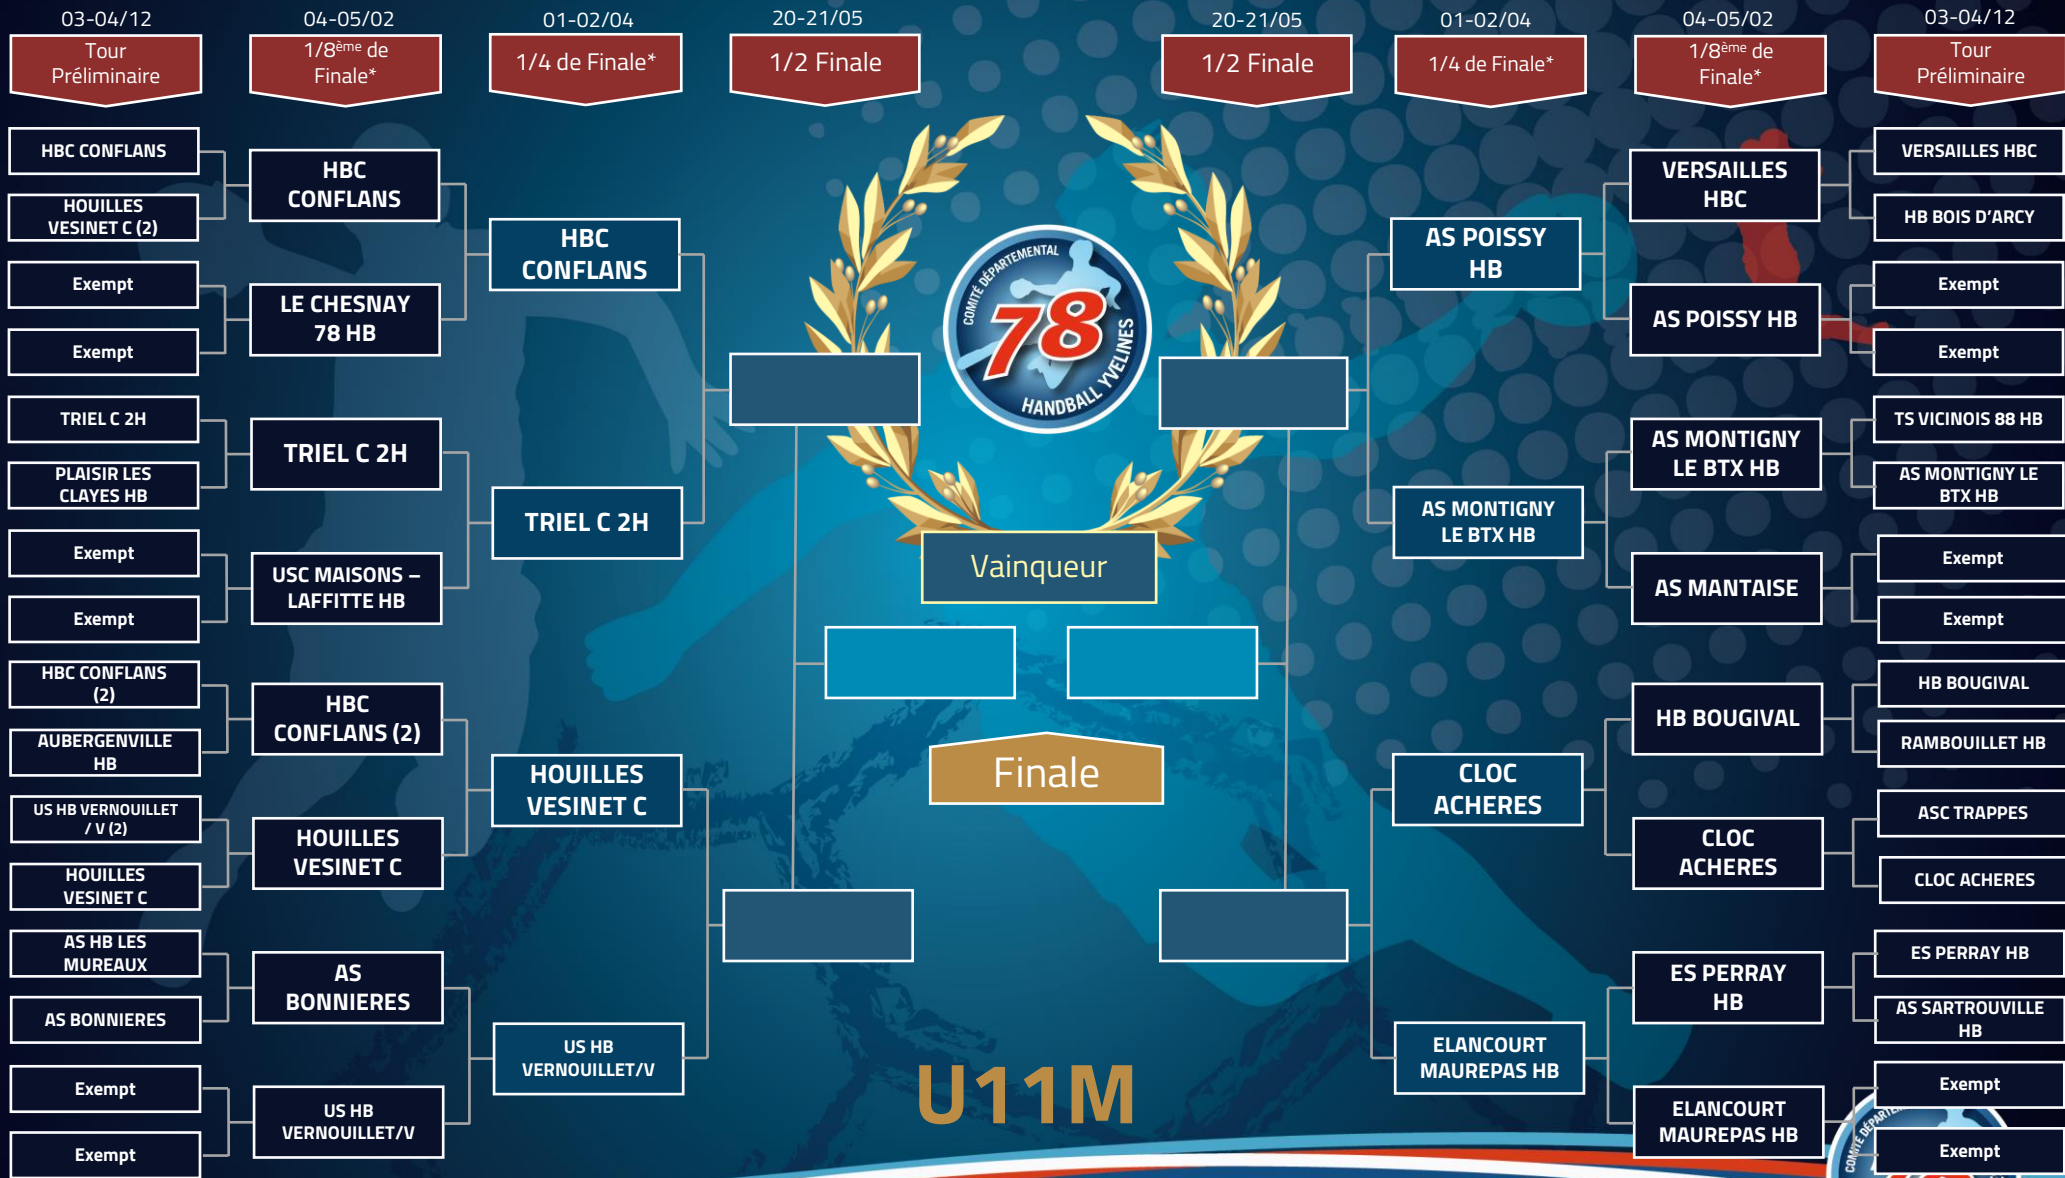 03-04/12
04-05/02
01-02/04
20-21/05
20-21/05
01-02/04
04-05/02
03-04/12
Tour
Préliminaire
1/8ème de
Finale*
1/4 de Finale*
1/2 Finale
1/2 Finale
1/4 de Finale*
1/8ème de
Finale*
Tour
Préliminaire
HBC CONFLANS
HOUILLES
VESINET C (2)
Exempt
Exempt
TRIEL C 2H
PLAISIR LES
CLAYES HB
Exempt
Exempt
HBC CONFLANS
(2)
AUBERGENVILLE
HB
US HB VERNOUILLET
/ V (2)
HOUILLES
VESINET C
AS HB LES
MUREAUX
AS BONNIERES
Exempt
Exempt
HBC
CONFLANS
LE CHESNAY
78 HB
TRIEL C 2H
USC MAISONS –
LAFFITTE HB
HBC
CONFLANS (2)
HOUILLES
VESINET C
AS
BONNIERES
US HB
VERNOUILLET/V
HBC
CONFLANS
TRIEL C 2H
HOUILLES
VESINET C
US HB
VERNOUILLET/V
COMITÉ DÉPARTEMENTAL
78
HANDBALL YVELINES
Vainqueur
Finale
U11M
AS POISSY
HB
AS MONTIGNY
LE BTX HB
CLOC
ACHERES
ELANCOURT
MAUREPAS HB
VERSAILLES
HBC
AS POISSY HB
AS MONTIGNY
LE BTX HB
AS MANTAISE
HB BOUGIVAL
CLOC
ACHERES
ES PERRAY
HB
ELANCOURT
MAUREPAS HB
VERSAILLES HBC
HB BOIS D'ARCY
Exempt
Exempt
TS VICINOIS 88 HB
AS MONTIGNY LE
BTX HB
Exempt
Exempt
HB BOUGIVAL
RAMBOUILLET HB
ASC TRAPPES
CLOC ACHERES
ES PERRAY HB
AS SARTROUVILLE
HB
Exempt
Exempt